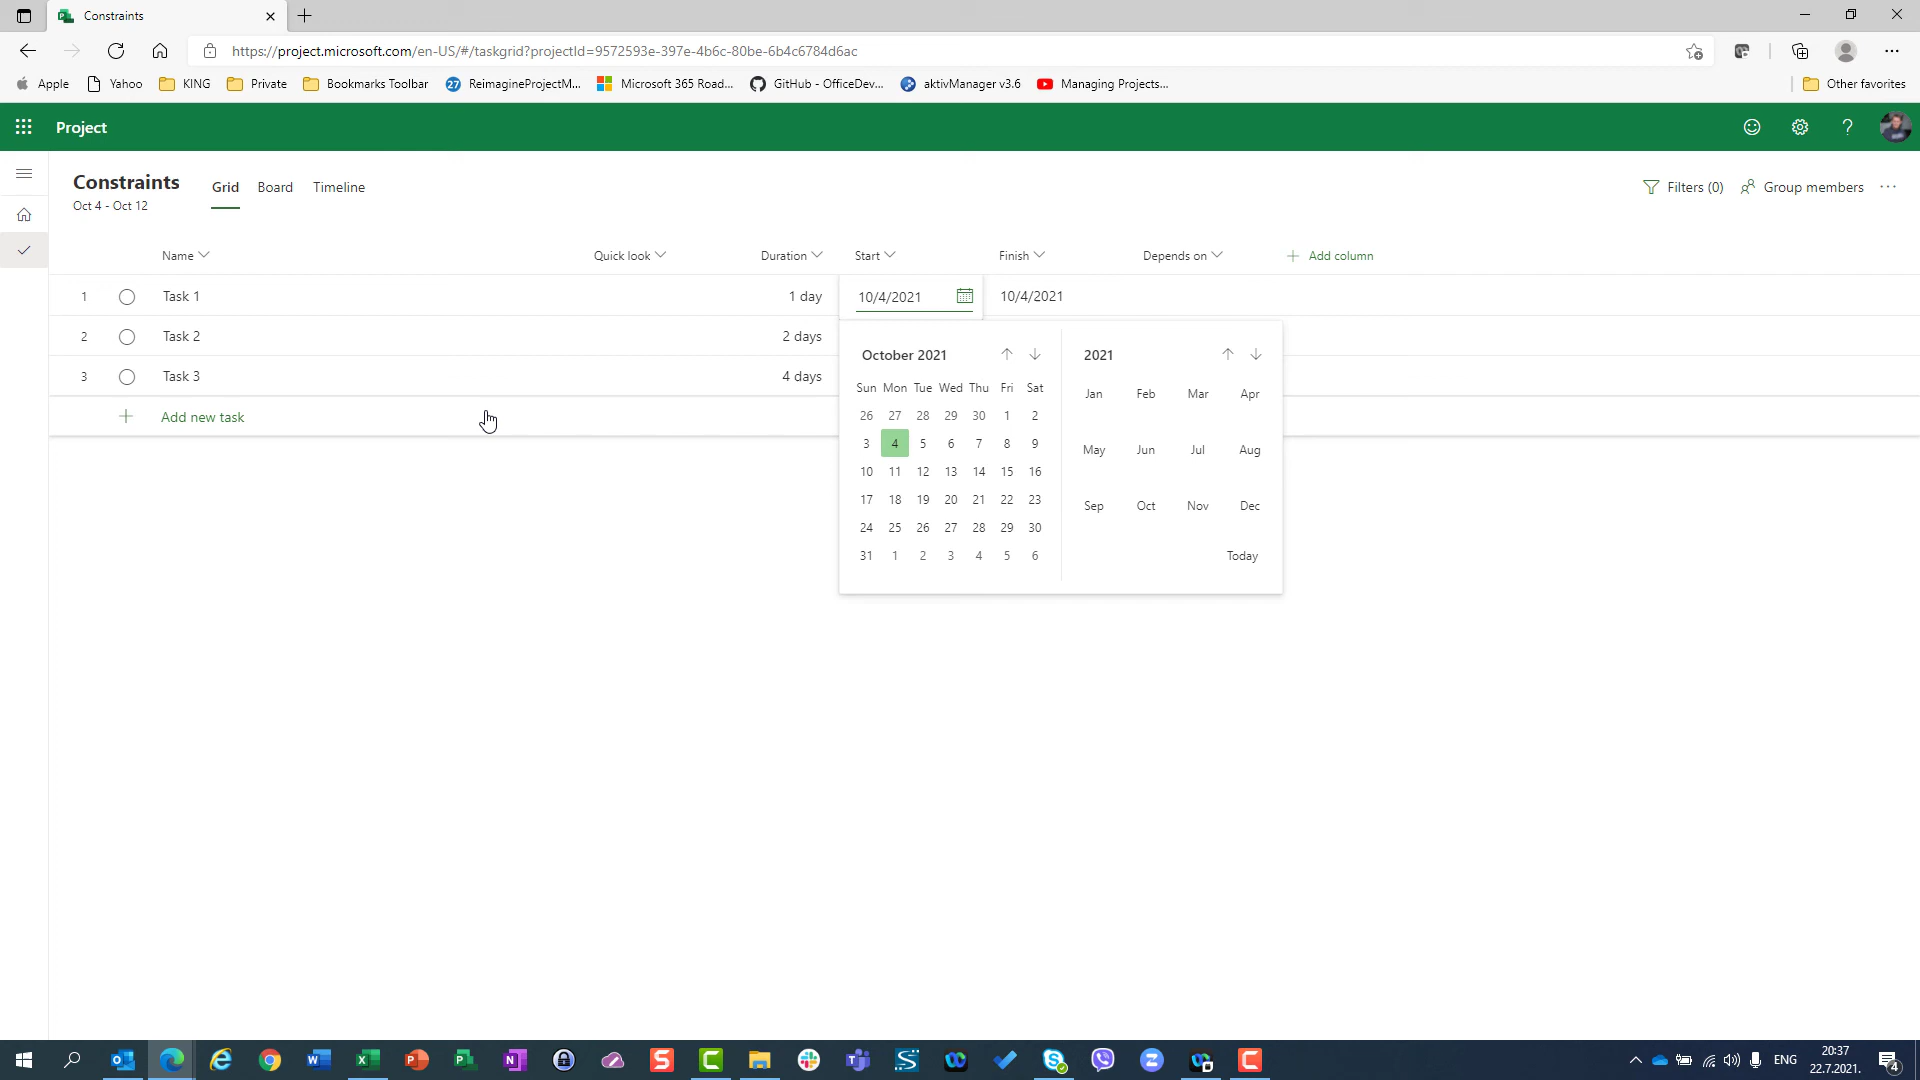 Constraints
https://project.microsoft.com/en-US/#/taskgrid?projectId=9572593e-397e-4b6c-80be-6b4c6784d6ac
Apple Yahoo KING Private Bookmarks Toolbar 27 ReimagineProjectM... Microsoft 365 Road... GitHub - OfficeDev... aktivManager v3.6 Managing Projects... Other favorites
Project
Constraints Grid Board Timeline Filters (0) Group members
Oct 4 - Oct 12
Name Quick look Duration Start Finish Depends on Add column
1 Task 1 1 day 10/4/2021 10/4/2021
2 Task 2 2 days
3 Task 3 4 days
Add new task
October 2021
Sun Mon Tue Wed Thu Fri Sat
26 27 28 29 30 1 2
3 4 5 6 7 8 9
10 11 12 13 14 15 16
17 18 19 20 21 22 23
24 25 26 27 28 29 30
31 1 2 3 4 5 6
2021
Jan Feb Mar Apr
May Jun Jul Aug
Sep Oct Nov Dec
Today
ENG
20:37
22.7.2021.
4